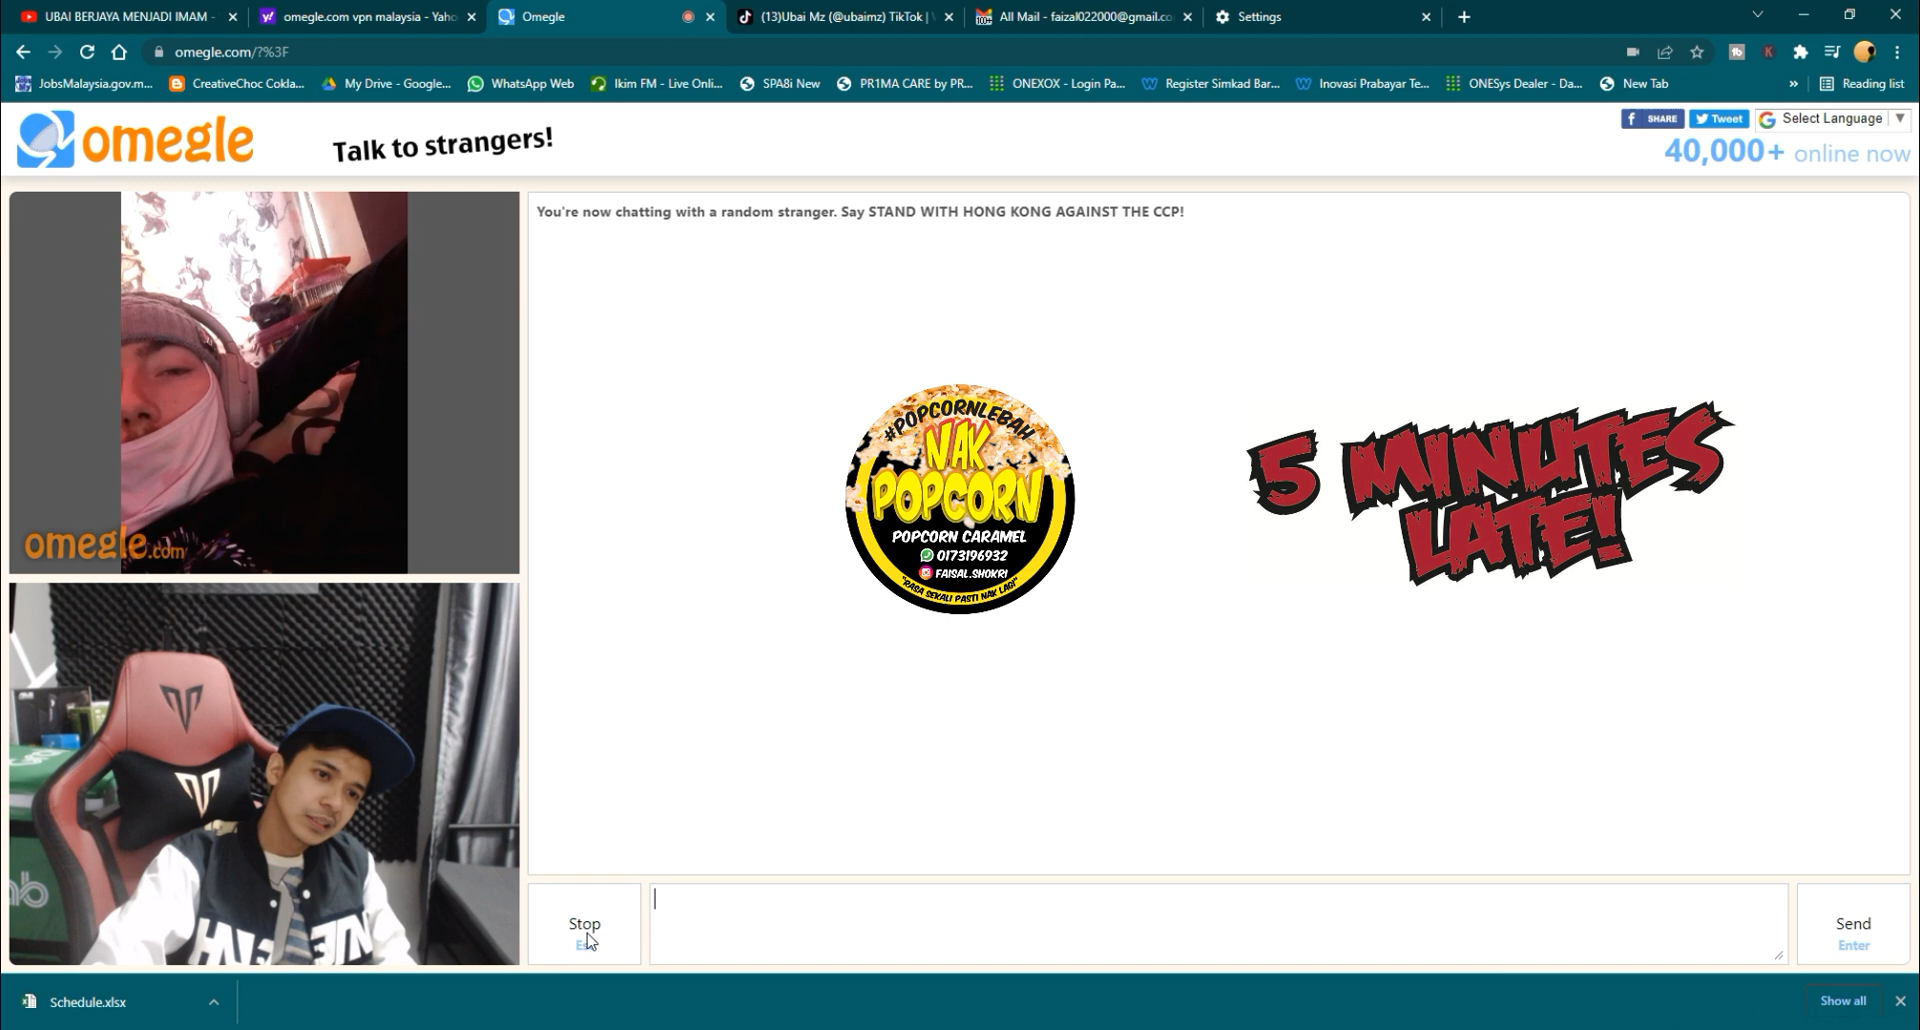 UBAI BERJAYA MENJADI IMAM -
omegle.com vpn malaysia - Yaho
Omegle
(13)Ubai Mz (@ubaimz) TikTok |
All Mail - faizal022000@gmail.co
Settings
omegle.com/?%3F
JobsMalaysia.gov.m...
CreativeChoc Cokla...
My Drive - Google...
WhatsApp Web
Ikim FM - Live Onli...
SPA8i New
PR1MA CARE by PR...
ONEXOX - Login Pa...
Register Simkad Bar...
Inovasi Prabayar Te...
ONESys Dealer - Da...
New Tab
»
Reading list
omegle
Talk to strangers!
SHARE
Tweet
Select Language
40,000+ online now
You're now chatting with a random stranger. Say STAND WITH HONG KONG AGAINST THE CCP!
omegle.com
#POPCORNLEBAH
NAK
POPCORN
POPCORN CARAMEL
0173196932
FAISAL.SHOKRI
"RASA SEKALI PASTI NAK LAGI"
5 MINUTES
LATE!
Stop
Send
Enter
Schedule.xlsx
Show all